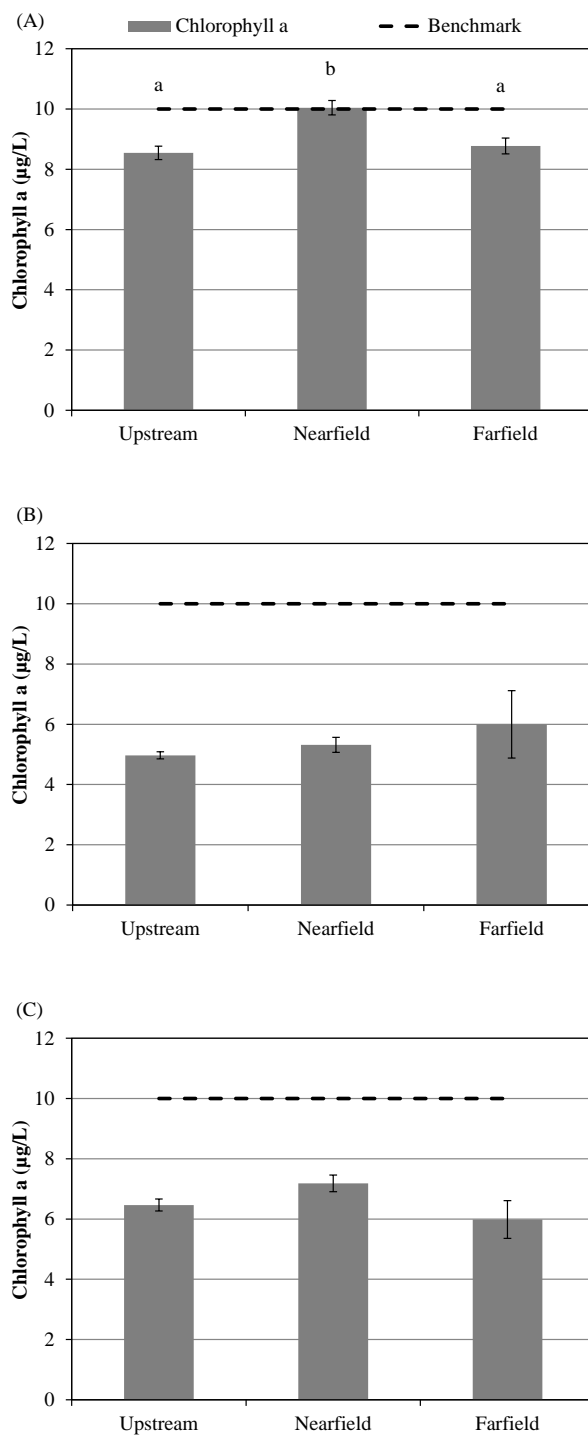 (A)
Chlorophyll a Benchmark
12
a b a
10
8
6
4
2
0
Chlorophyll a (µg/L)
Upstream Nearfield Farfield
(B)
12
10
8
6
4
2
0
Chlorophyll a (µg/L)
Upstream Nearfield Farfield
(C)
12
10
8
6
4
2
0
Chlorophyll a (µg/L)
Upstream Nearfield Farfield